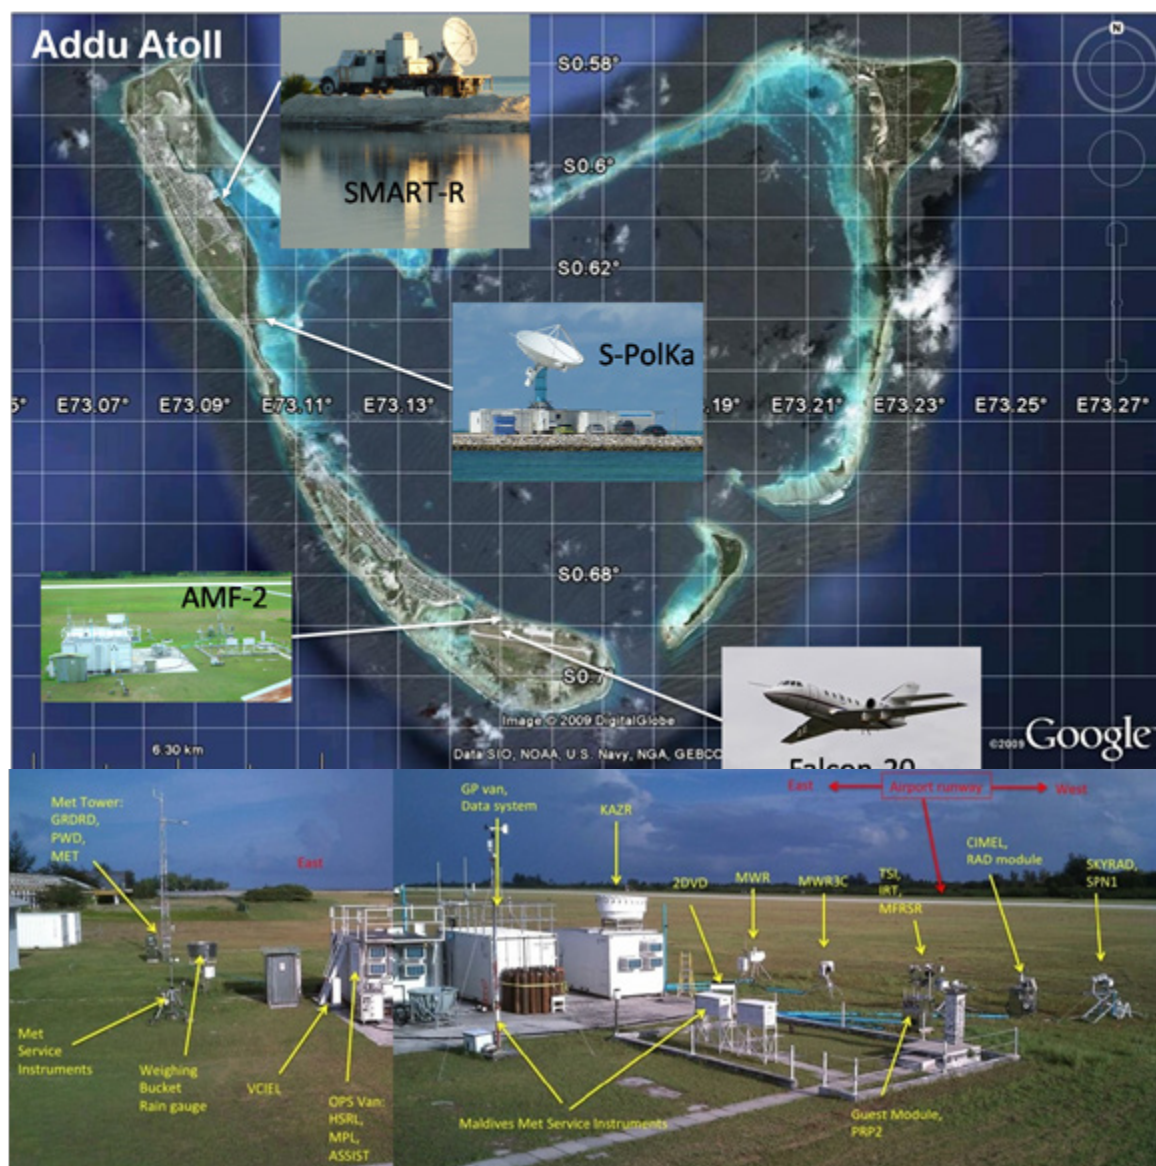 Addu Atoll
N
SMART-R
S0.58°
S0.6°
S0.62°
S-PolKa
5° E73.07° E73.09° E73.11° E73.13° .19° E73.21° E73.23° E73.25° E73.27°
AMF-2
S0.68°
S0.7
Image © 2009 DigitalGlobe
Data SIO, NOAA, U.S. Navy, NGA, GEBCO
6.30 km
©2009 Google
Falcon-20
Met Tower:
GRDRD,
PWD,
MET
East
GP van,
Data system
KAZR
East Airport runway West
2DVD
MWR
MWR3C
TSI,
IRT,
MFRSR
CIMEL,
RAD module
SKYRAD,
SPN1
Met
Service
Instruments
Weighing
Bucket
Rain gauge
VCIEL
OPS Van:
HSRL,
MPL,
ASSIST
Maldives Met Service Instruments
Guest Module,
PRP2